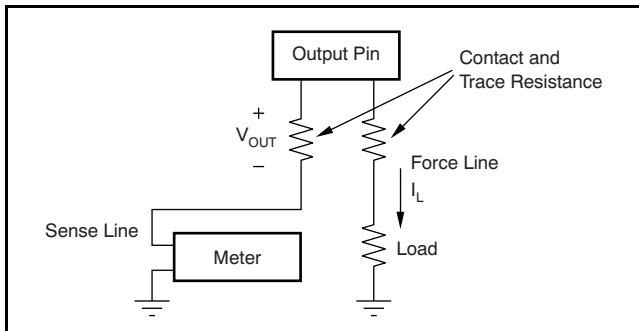 Output Pin
Contact and
Trace Resistance
+
V_OUT
–
Force Line
I_L
Sense Line
Meter
Load